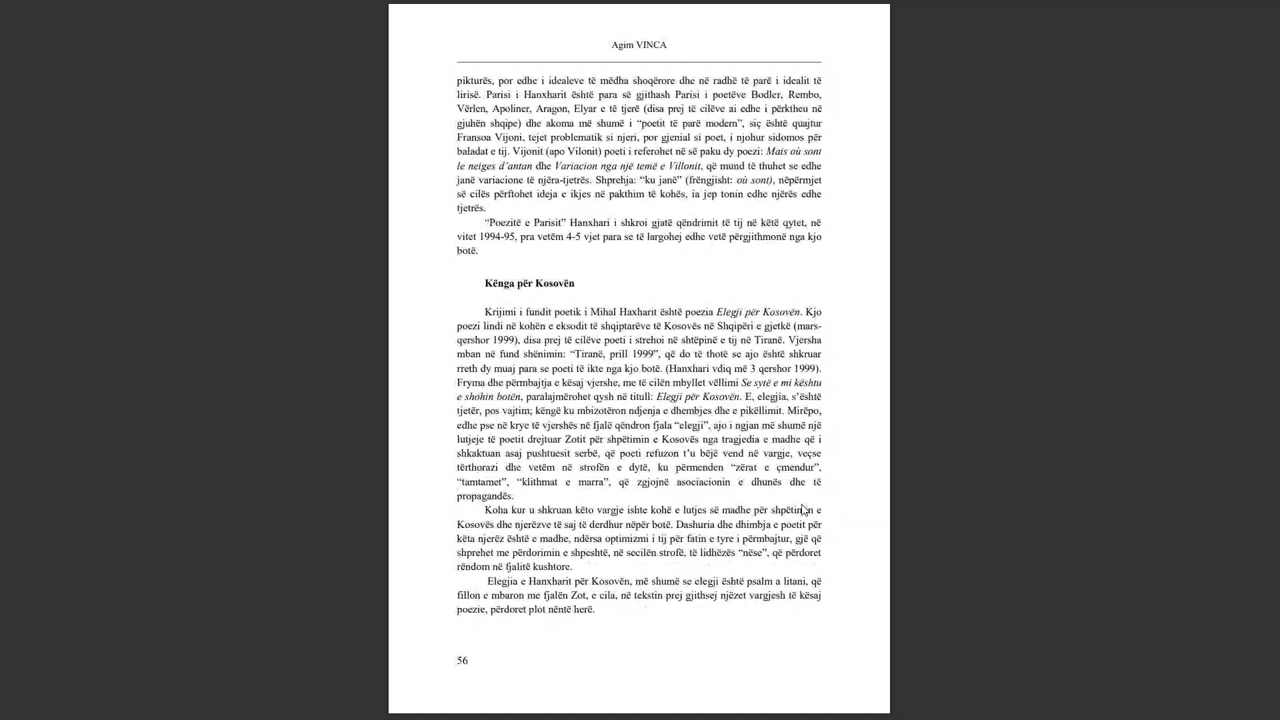 Agim VINCA
pikturës, por edhe i idealeve të mëdha shoqërore dhe në radhë të parë i idealit të
lirisë. Parisi i Hanxharit është para së gjithash Parisi i poetëve Bodler, Rembo,
Vërlen, Apoliner, Aragon, Elyar e të tjerë (disa prej të cilëve ai edhe i përktheu në
gjuhën shqipe) dhe akoma më shumë i “poetit të parë modern”, siç është quajtur
Fransoa Vijoni, tejet problematik si njeri, por gjenial si poet, i njohur sidomos për
baladat e tij. Vijonit (apo Vilonit) poeti i referohet në së paku dy poezi: Mais où sont
le neiges d’antan dhe Variacion nga një temë e Villonit, që mund të thuhet se edhe
janë variacione të njëra-tjetrës. Shprehja: “ku janë” (frëngjisht: où sont), nëpërmjet
së cilës përftohet ideja e ikjes në pakthim të kohës, ia jep tonin edhe njërës edhe
tjetrës.
“Poezitë e Parisit” Hanxhari i shkroi gjatë qëndrimit të tij në këtë qytet, në
vitet 1994-95, pra vetëm 4-5 vjet para se të largohej edhe vetë përgjithmonë nga kjo
botë.
Kënga për Kosovën
Krijimi i fundit poetik i Mihal Haxharit është poezia Elegji për Kosovën. Kjo
poezi lindi në kohën e eksodit të shqiptarëve të Kosovës në Shqipëri e gjetkë (mars-
qershor 1999), disa prej të cilëve poeti i strehoi në shtëpinë e tij në Tiranë. Vjersha
mban në fund shënimin: “Tiranë, prill 1999”, që do të thotë se ajo është shkruar
rreth dy muaj para se poeti të ikte nga kjo botë. (Hanxhari vdiq më 3 qershor 1999).
Fryma dhe përmbajtja e kësaj vjershe, me të cilën mbyllet vëllimi Se sytë e mi kështu
e shohin botën, paralajmërohet qysh në titull: Elegji për Kosovën. E, elegjia, s’është
tjetër, pos vajtim; këngë ku mbizotëron ndjenja e dhembjes dhe e pikëllimit. Mirëpo,
edhe pse në krye të vjershës në fjalë qëndron fjala “elegji”, ajo i ngjan më shumë një
lutjeje të poetit drejtuar Zotit për shpëtimin e Kosovës nga tragjedia e madhe që i
shkaktuan asaj pushtuesit serbë, që poeti refuzon t’u bëjë vend në vargje, veçse
tërthorazi dhe vetëm në strofën e dytë, ku përmenden “zërat e çmendur”,
“tamtamet”, “klithmat e marra”, që zgjojnë asociacionin e dhunës dhe të
propagandës.
Koha kur u shkruan këto vargje ishte kohë e lutjes së madhe për shpëtimin e
Kosovës dhe njerëzve të saj të derdhur nëpër botë. Dashuria dhe dhimbja e poetit për
këta njerëz është e madhe, ndërsa optimizmi i tij për fatin e tyre i përmbajtur, gjë që
shprehet me përdorimin e shpeshtë, në secilën strofë, të lidhëzës “nëse”, që përdoret
rëndom në fjalitë kushtore.
Elegjia e Hanxharit për Kosovën, më shumë se elegji është psalm a litani, që
fillon e mbaron me fjalën Zot, e cila, në tekstin prej gjithsej njëzet vargjesh të kësaj
poezie, përdoret plot nëntë herë.
56